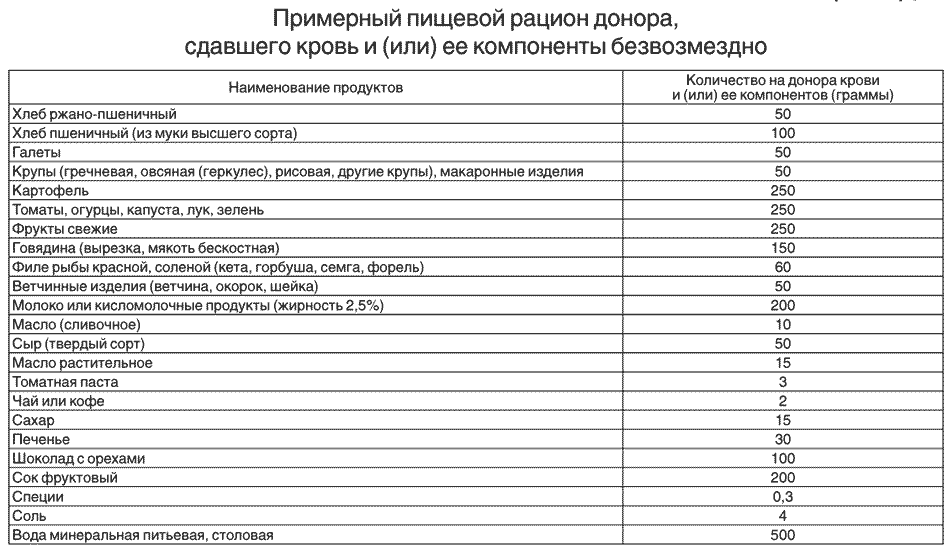 Примерный пищевой рацион донора,
сдавшего кровь и (или) ее компоненты безвозмездно
Наименование продуктов
Количество на донора крови
и (или) ее компонентов (граммы)
Хлеб ржано-пшеничный 50
Хлеб пшеничный (из муки высшего сорта) 100
Галеты 50
Крупы (гречневая, овсяная (геркулес), рисовая, другие крупы), макаронные изделия 50
Картофель 250
Томаты, огурцы, капуста, лук, зелень 250
Фрукты свежие 250
Говядина (вырезка, мякоть бескостная) 150
Филе рыбы красной, соленой (кета, горбуша, семга, форель) 60
Ветчинные изделия (ветчина, окорок, шейка) 50
Молоко или кисломолочные продукты (жирность 2,5%) 200
Масло (сливочное) 10
Сыр (твердый сорт) 50
Масло растительное 15
Томатная паста 3
Чай или кофе 2
Сахар 15
Печенье 30
Шоколад с орехами 100
Сок фруктовый 200
Специи 0,3
Соль 4
Вода минеральная питьевая, столовая 500